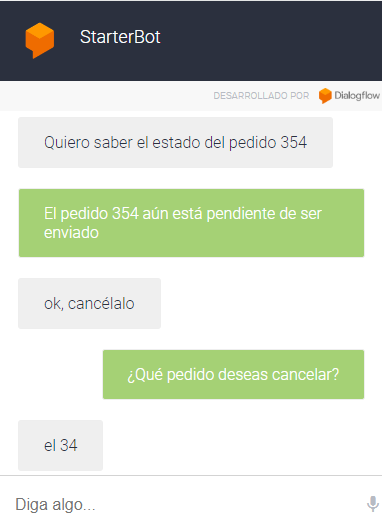 StarterBot
DESARROLLADO POR Dialogflow
Quiero saber el estado del pedido 354
El pedido 354 aún está pendiente de ser
enviado
ok, cancélalo
¿Qué pedido deseas cancelar?
el 34
Diga algo...